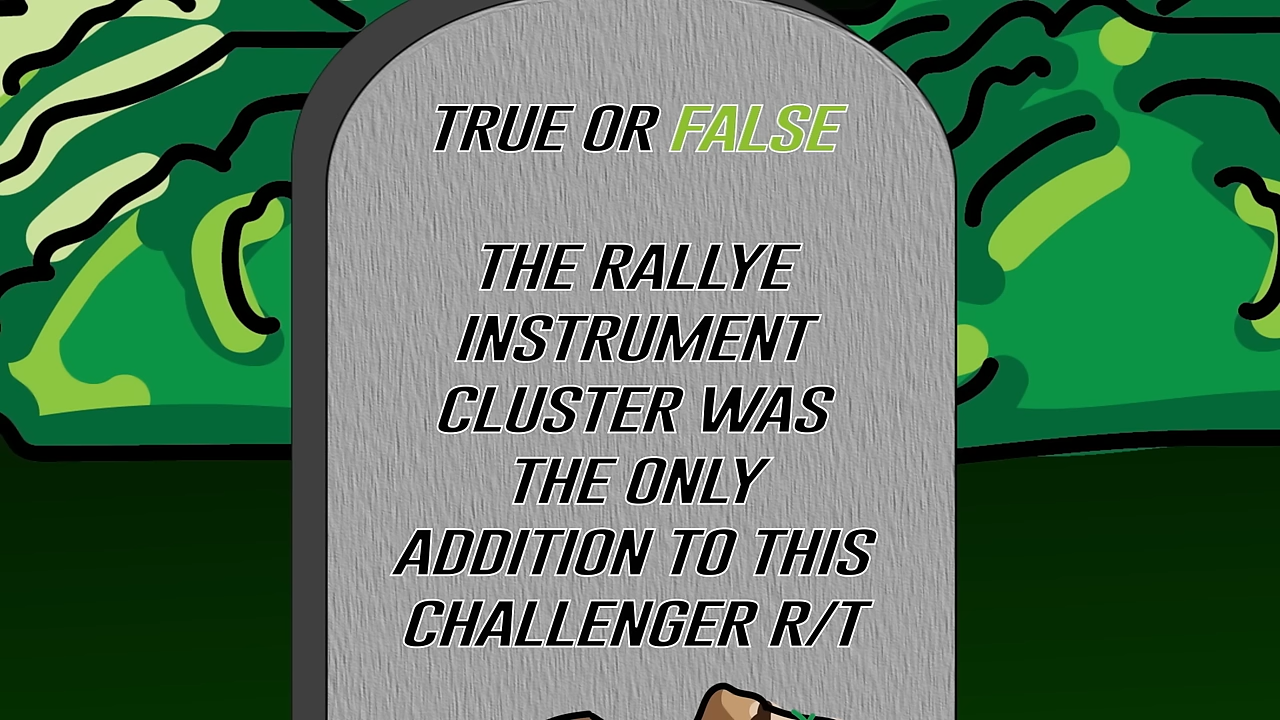 TRUE OR FALSE
THE RALLYE
INSTRUMENT
CLUSTER WAS
THE ONLY
ADDITION TO THIS
CHALLENGER R/T